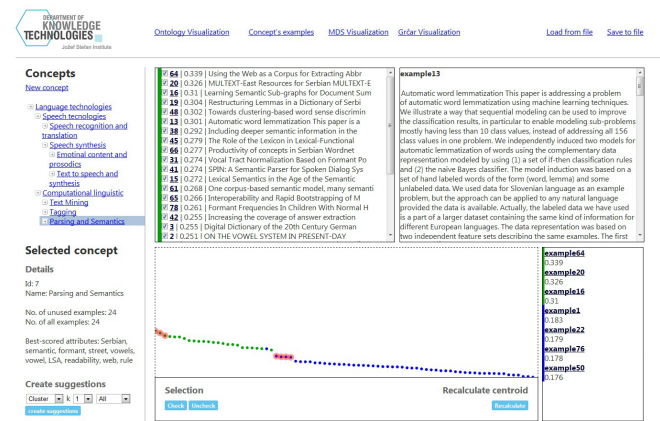 DEPARTMENT OF
KNOWLEDGE
TECHNOLOGIES
Jožef Stefan Institute
Ontology Visualization
Concept's examples
MDS Visualization
Grčar Visualization
Load from file
Save to file
Concepts
New concept
Language technologies
Speech tecnologies
Speech recognition and
translation
Speech synthesis
Emotinal content and
prosodics
Text to speech and
synthesis
Computational linguistic
Text Mining
Tagging
Parsing and Semantics
64 | 0.339 | Using the Web as a Corpus for Extracting Abbr
20 | 0.326 | MULTEXT-East Resources for Serbian MULTEXT-E
16 | 0.31 | Learning Semantic Sub-graphs for Document Sum
19 | 0.304 | Restructuring Lemmas in a Dictionary of Serbi
48 | 0.302 | Towards clustering-based word sense discrimin
13 | 0.301 | Automatic word lemmatization This paper is a
38 | 0.292 | Including deeper semantic information in the
45 | 0.279 | The Role of the Lexicon in Lexical-Functional
66 | 0.277 | Productivity of concepts in Serbian Wordnet
31 | 0.274 | Vocal Tract Normalization Based on Formant Po
41 | 0.274 | SPIN: A Semantic Parser for Spoken Dialog Sys
15 | 0.272 | Lexical Semantics in the Age of the Semantic
61 | 0.268 | One corpus-based semantic model, many semanti
65 | 0.266 | Interoperability and Rapid Bootstrapping of M
78 | 0.261 | Formant Frequencies In Children With Normal H
42 | 0.255 | Increasing the coverage of answer extraction
3 | 0.255 | Digital Dictionary of the 20th Century German
2 | 0.251 | ON THE VOWEL SYSTEM IN PRESENT-DAY
example13
Automatic word lemmatization This paper is addressing a problem
of automatic word lemmatization using machine learning techniques.
We illustrate a way that sequential modeling can be used to improve
the classification results, in particular to enable modeling sub-problems
mostly having less than 10 class values, instead of addressing all 156
class values in one problem. We independently induced two models for
automatic lemmatization of words using the complementary data
representation modeled by using (1) a set of if-then classification rules
and (2) the naive Bayes classifier. The model induction was based on a
set of hand labeled words of the form (word, lemma) and some
unlabeled data. We used data for Slovenian language as an example
problem, but the approach can be applied to any natural language
provided the data is available. Actually, the labeled data we have used
is a part of a larger dataset containing the same kind of information for
different European languages. The data representation was based on
two independent feature sets describing the same examples. The first
Selected concept
Details
Id: 7
Name: Parsing and Semantics
No. of unused examples: 24
No. of all examples: 24
Best-scored attributes: Serbian,
semantic, formant, street, vowels,
vowel, LSA, readability, web, rule
Create suggestions
Cluster k 1 All
create suggestions
Selection
Check Uncheck
Recalculate centroid
Recalculate
example64
0.339
example20
0.326
example16
0.31
example1
0.183
example22
0.179
example76
0.178
example50
0.176